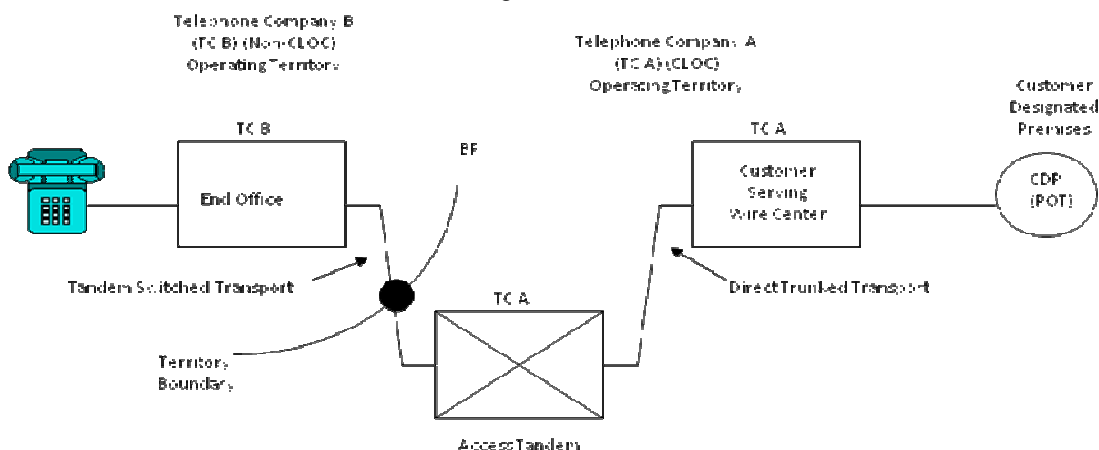 Telephone Company B
(TC B) (Non-CLOC)
Operating Territory
Telephone Company A
(TC A) (CLOC)
Operating Territory
Customer
Designated
Premises
TC B
End Office
BP
TC A
Customer
Serving
Wire Center
CDP
(POT)
Tandem Switched Transport
TC A
Direct Trunked Transport
Territory
Boundary
Access Tandem